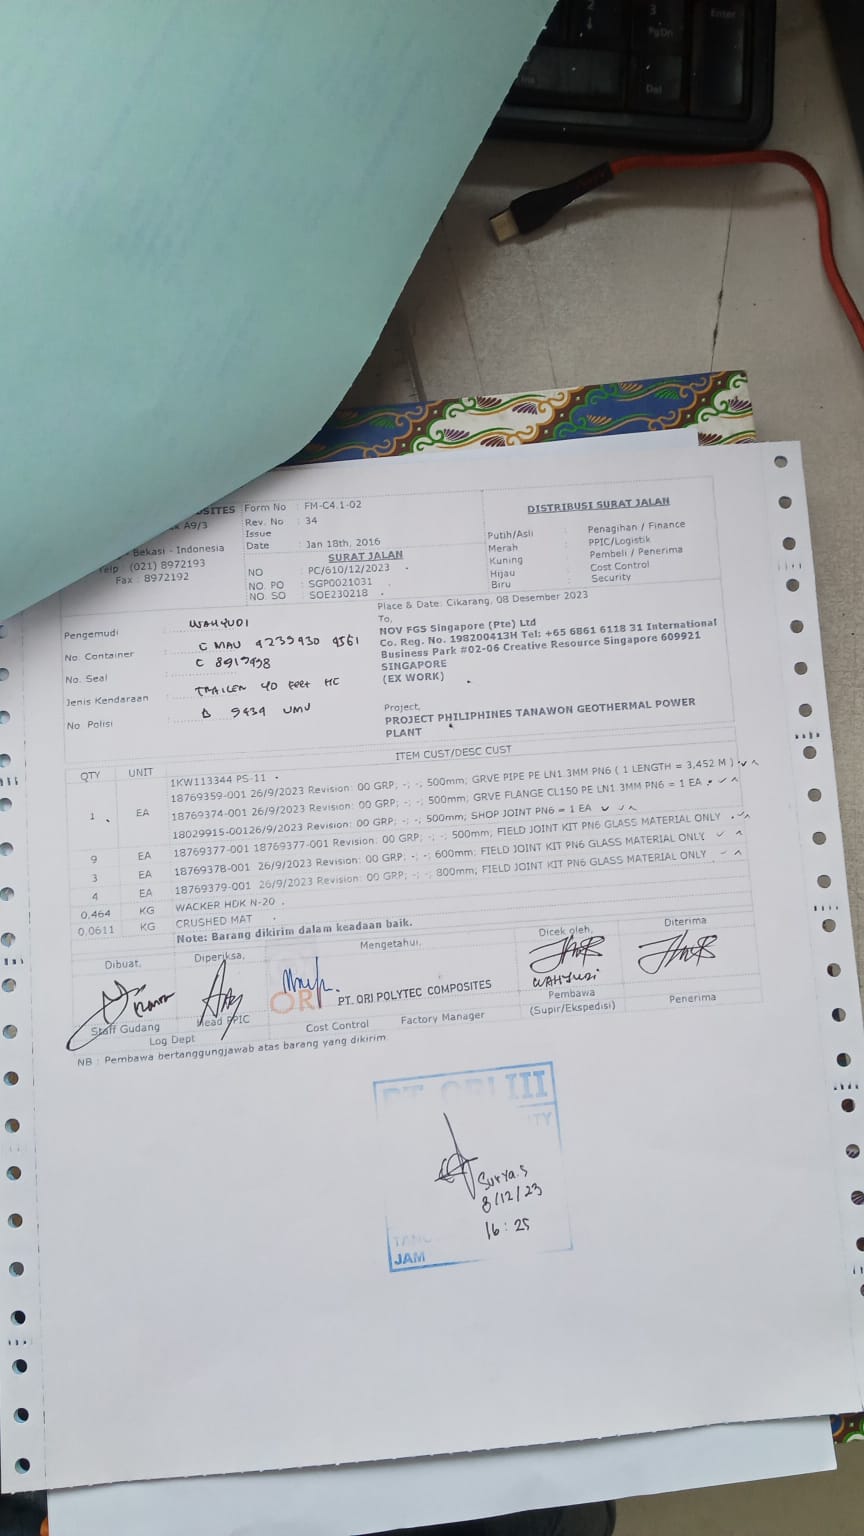 OSITES
A9/3
- Bekasi - Indonesia
Telp (021) 8972193
Fax : 8972192
Form No : FM-C4.1-02
Rev. No : 34
Issue
Date : Jan 18th, 2016
SURAT JALAN
NO : PC/610/12/2023
NO. PO : SGP0021031
NO. SO : SOE230218
DISTRIBUSI SURAT JALAN
Putih/Asli : Penagihan / Finance
Merah : PPIC/Logistik
Kuning : Pembeli / Penerima
Hijau : Cost Control
Biru : Security
Pengemudi : WAHYUDI
No. Container : C MAU
No. Seal : C
Jenis Kendaraan : TRAILER 40 Feet HC
No Polisi : UMU
Place & Date: Cikarang, 08 Desember 2023
To,
NOV FGS Singapore (Pte) Ltd
Co. Reg. No. 198200413H Tel: +65 6861 6118 31 International
Business Park #02-06 Creative Resource Singapore 609921
SINGAPORE
(EX WORK)
Project,
PROJECT PHILIPHINES TANAWON GEOTHERMAL POWER
PLANT
QTY UNIT ITEM CUST/DESC CUST
1KW113344 PS-11
18769359-001 26/9/2023 Revision: 00 GRP; -; -; 500mm; GRVE PIPE PE LN1.3MM PN6 ( 1 LENGTH = 3,452 M )
1 EA 18769374-001 26/9/2023 Revision: 00 GRP; -; -; 500mm; GRVE FLANGE CL150 PE LN1 3MM PN6 = 1 EA
18029915-00126/9/2023 Revision: 00 GRP; -; -; 500mm; SHOP JOINT PN6 = 1 EA
9 EA 18769377-001 18769377-001 Revision: 00 GRP; -; -; 500mm; FIELD JOINT KIT PN6 GLASS MATERIAL ONLY
3 EA 18769378-001 26/9/2023 Revision: 00 GRP; -; -; 600mm; FIELD JOINT KIT PN6 GLASS MATERIAL ONLY
4 EA 18769379-001 26/9/2023 Revision: 00 GRP; -; -; 800mm; FIELD JOINT KIT PN6 GLASS MATERIAL ONLY
0,464 KG WACKER HDK N-20
0,0611 KG CRUSHED MAT
Note: Barang dikirim dalam keadaan baik.
Dibuat, Diperiksa, Mengetahui, Dicek oleh, Diterima
ORI PT. ORI POLYTEC COMPOSITES
WAHYUDI
Staff Gudang Head PPIC Cost Control Factory Manager Pembawa Penerima
Log Dept (Supir/Ekspedisi)
NB : Pembawa bertanggungjawab atas barang yang dikirim
PT ORI III
TY
Surya.S
8/12/23
16:25
JAM
3
PgDn
Enter
Del